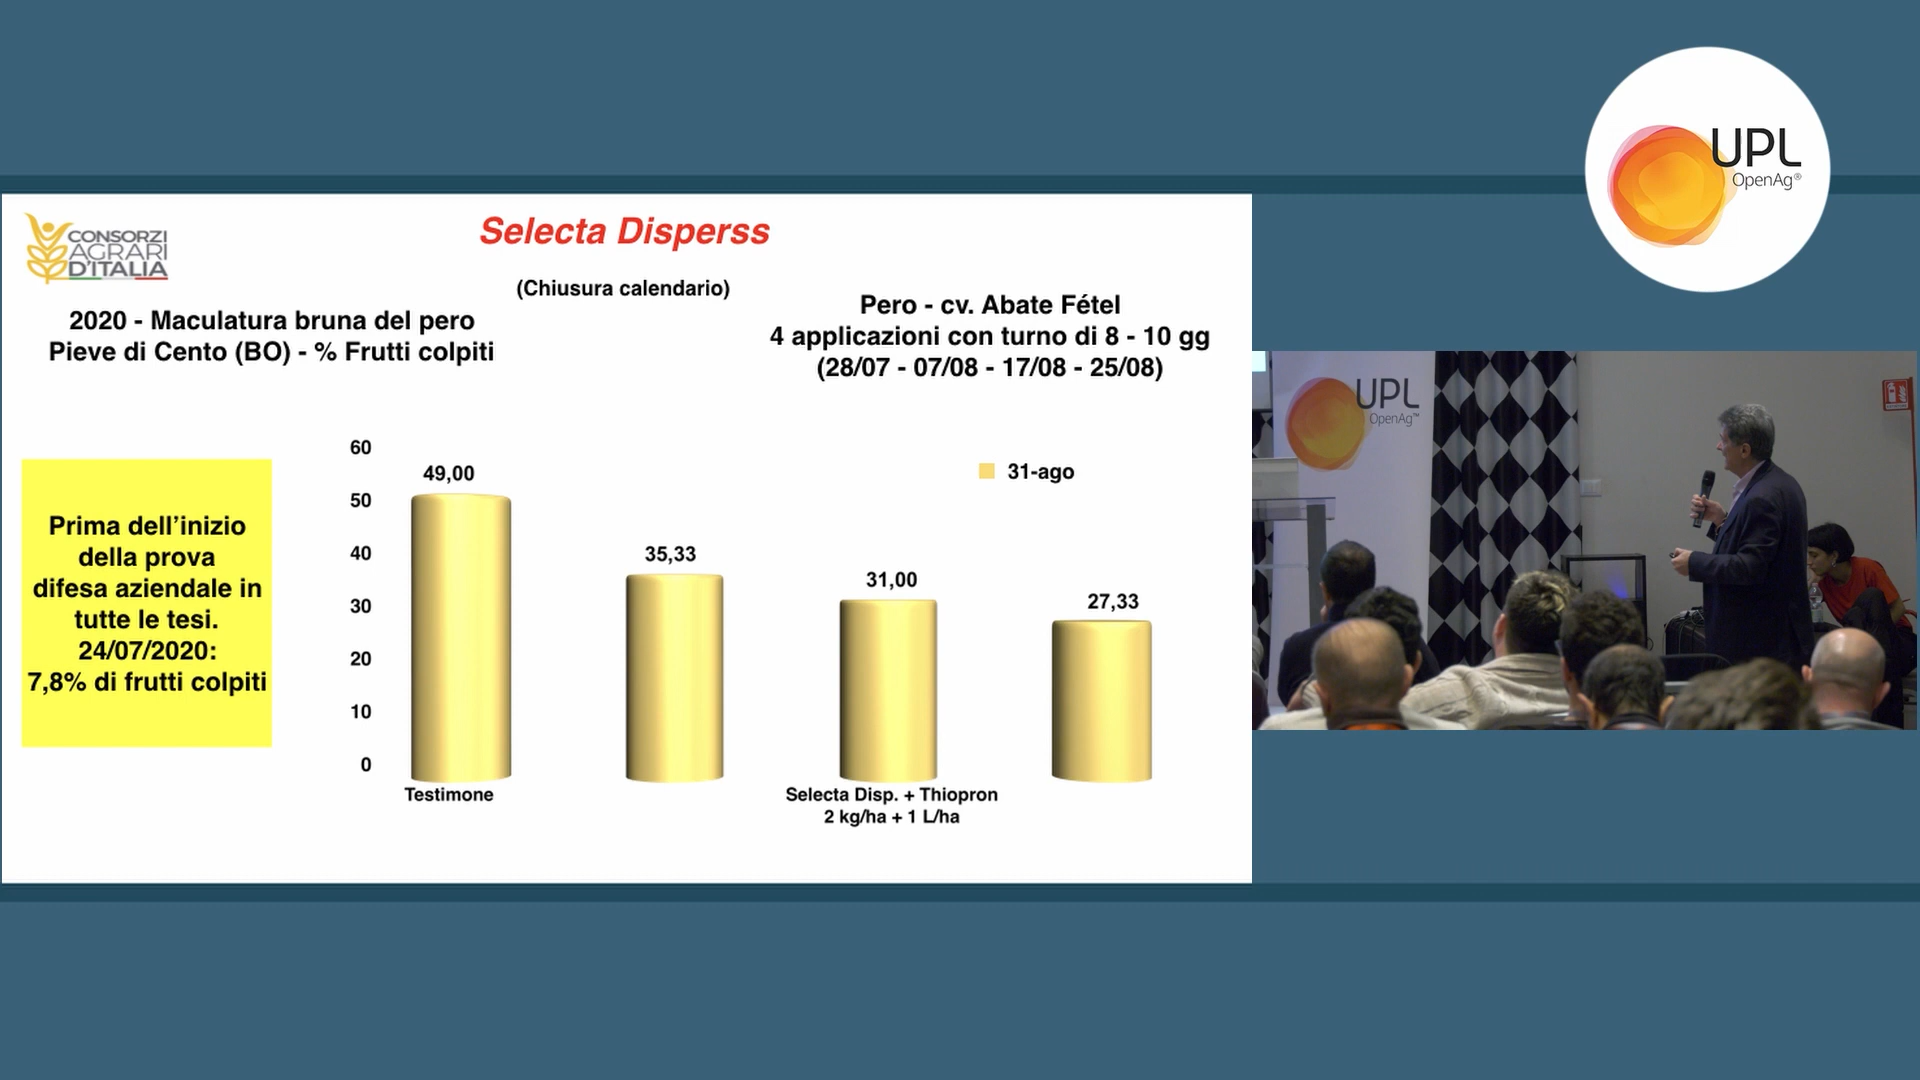 UPL
OpenAg®
CONSORZI
AGRARI
D'ITALIA
Selecta Disperss
(Chiusura calendario)
2020 - Maculatura bruna del pero
Pieve di Cento (BO) - % Frutti colpiti
Pero - cv. Abate Fétel
4 applicazioni con turno di 8 - 10 gg
(28/07 - 07/08 - 17/08 - 25/08)
Prima dell’inizio
della prova
difesa aziendale in
tutte le tesi.
24/07/2020:
7,8% di frutti colpiti
60
50
40
30
20
10
0
49,00
35,33
31,00
27,33
31-ago
Testimone
Selecta Disp. + Thiopron
2 kg/ha + 1 L/ha
UPL
OpenAg™